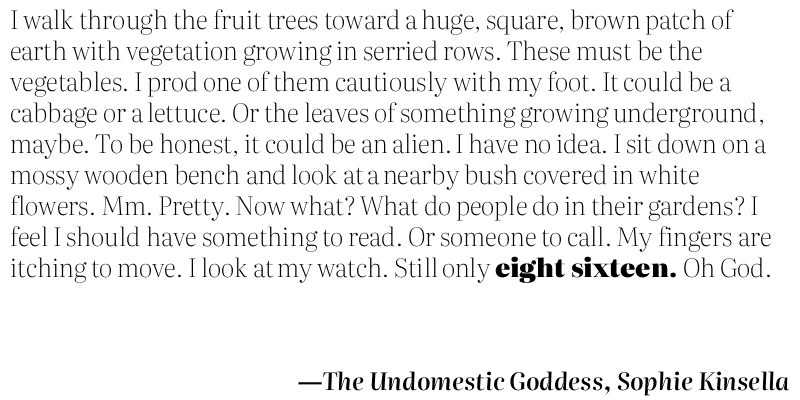 I walk through the fruit trees toward a huge, square, brown patch of
earth with vegetation growing in serried rows. These must be the
vegetables. I prod one of them cautiously with my foot. It could be a
cabbage or a lettuce. Or the leaves of something growing underground,
maybe. To be honest, it could be an alien. I have no idea. I sit down on a
mossy wooden bench and look at a nearby bush covered in white
flowers. Mm. Pretty. Now what? What do people do in their gardens? I
feel I should have something to read. Or someone to call. My fingers are
itching to move. I look at my watch. Still only eight sixteen. Oh God.
—The Undomestic Goddess, Sophie Kinsella